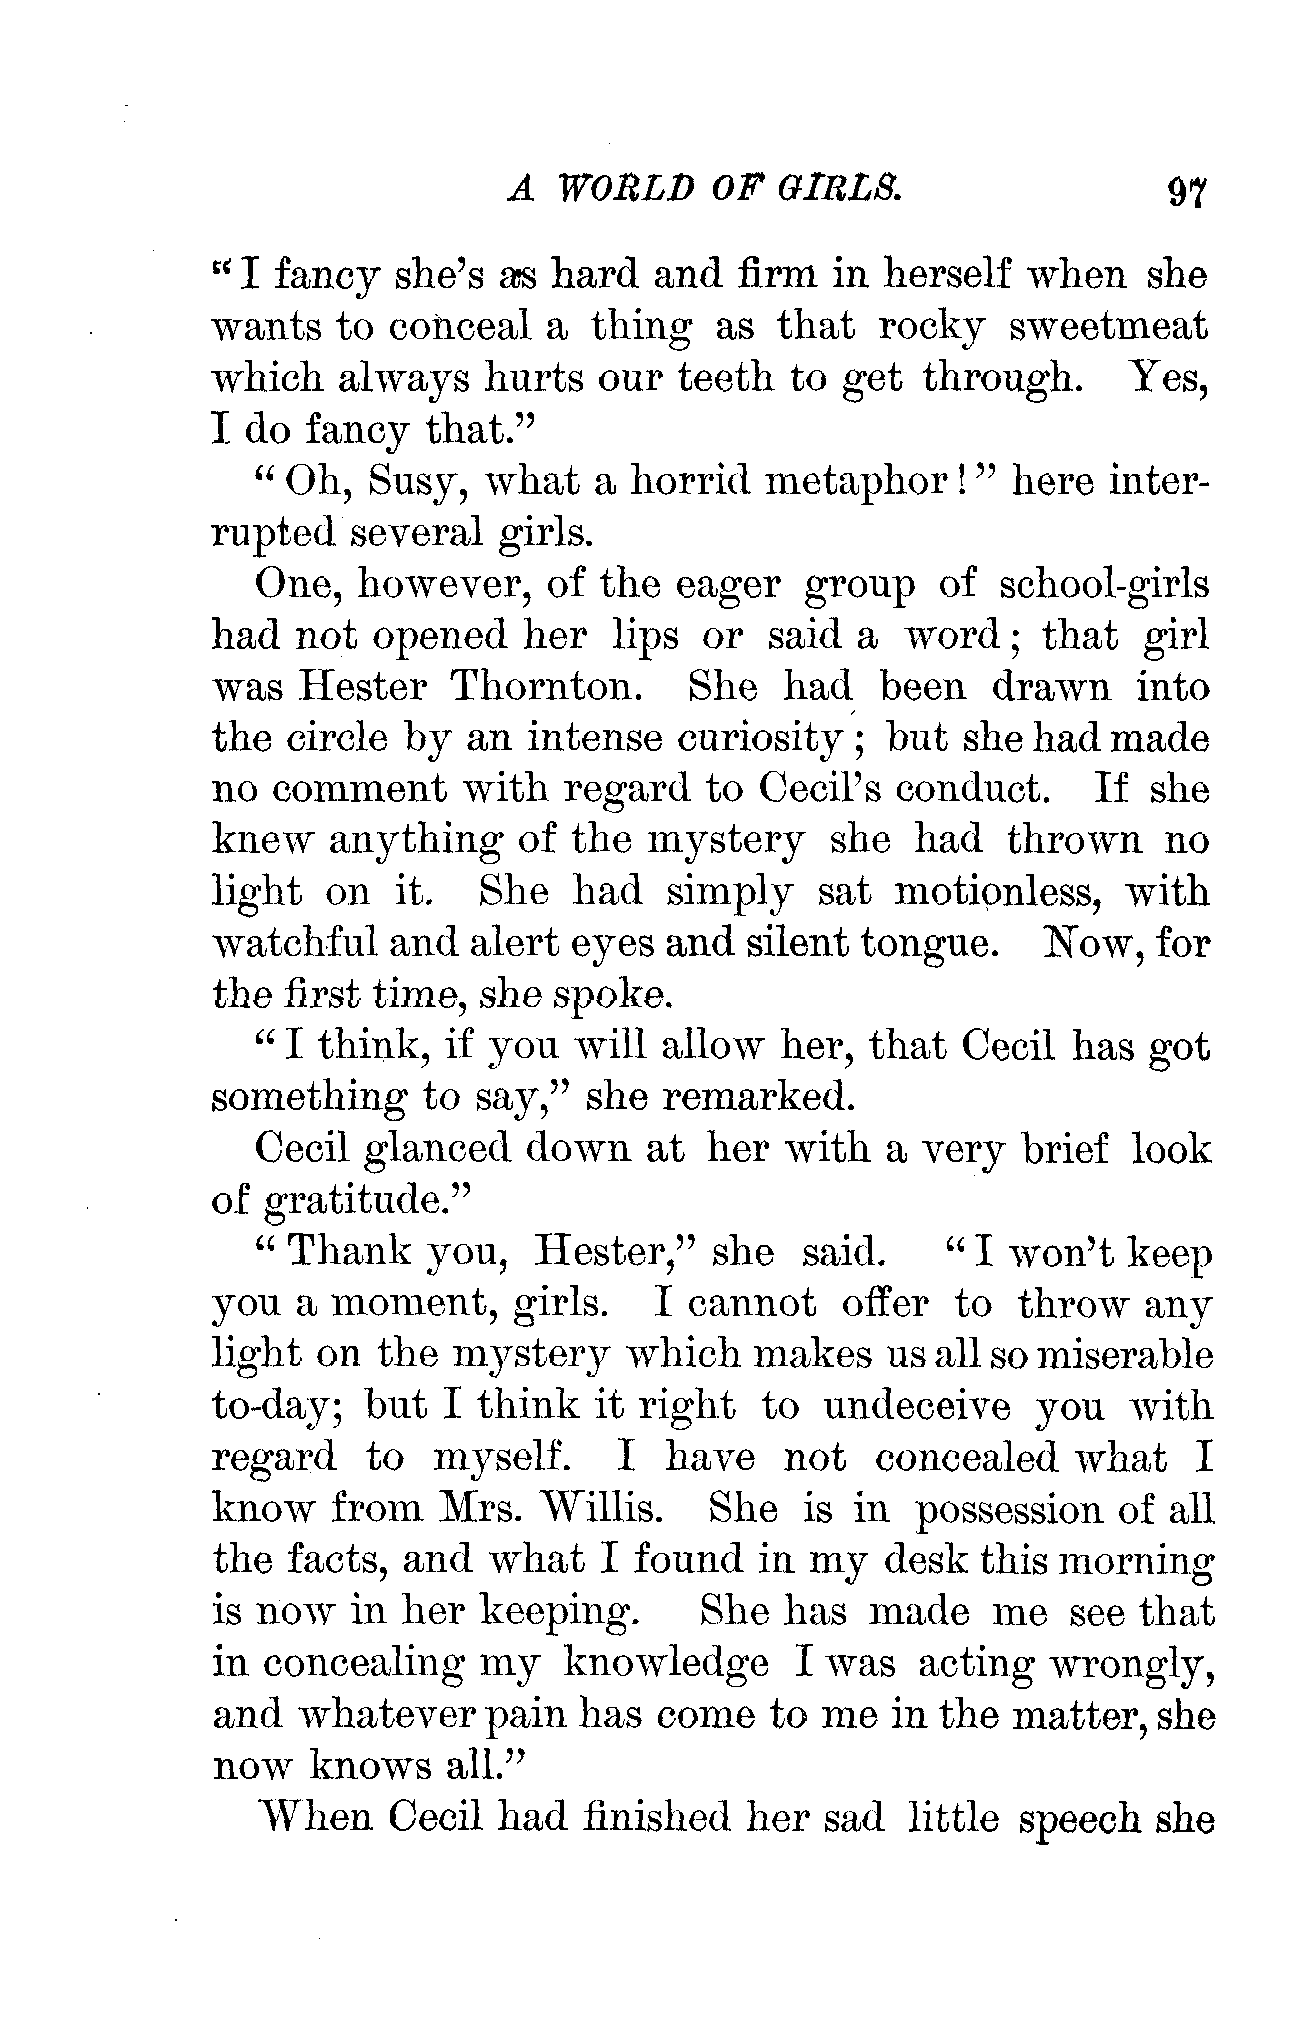 A WORLD OF GIRLS. 97
“I fancy she’s as hard and firm in herself when she
wants to conceal a thing as that rocky sweetmeat
which always hurts our teeth to get through. Yes,
I do fancy that.”
“Oh, Susy, what a horrid metaphor!” here inter-
rupted several girls.
One, however, of the eager group of school-girls
had not opened her lips or said a word; that girl
was Hester Thornton. She had been drawn into
the circle by an intense curiosity; but she had made
no comment with regard to Cecil’s conduct. If she
knew anything of the mystery she had thrown no
light on it. She had simply sat motionless, with
watchful and alert eyes and silent tongue. Now, for
the first time, she spoke.
“I think, if you will allow her, that Cecil has got
something to say,” she remarked.
Cecil glanced down at her with a very brief look
of gratitude.”
“Thank you, Hester,” she said. “I won’t keep
you a moment, girls. I cannot offer to throw any
light on the mystery which makes us all so miserable
to-day; but I think it right to undeceive you with
regard to myself. I have not concealed what I
know from Mrs. Willis. She is in possession of all
the facts, and what I found in my desk this morning
is now in her keeping. She has made me see that
in concealing my knowledge I was acting wrongly,
and whatever pain has come to me in the matter, she
now knows all.”
When Cecil had finished her sad little speech she